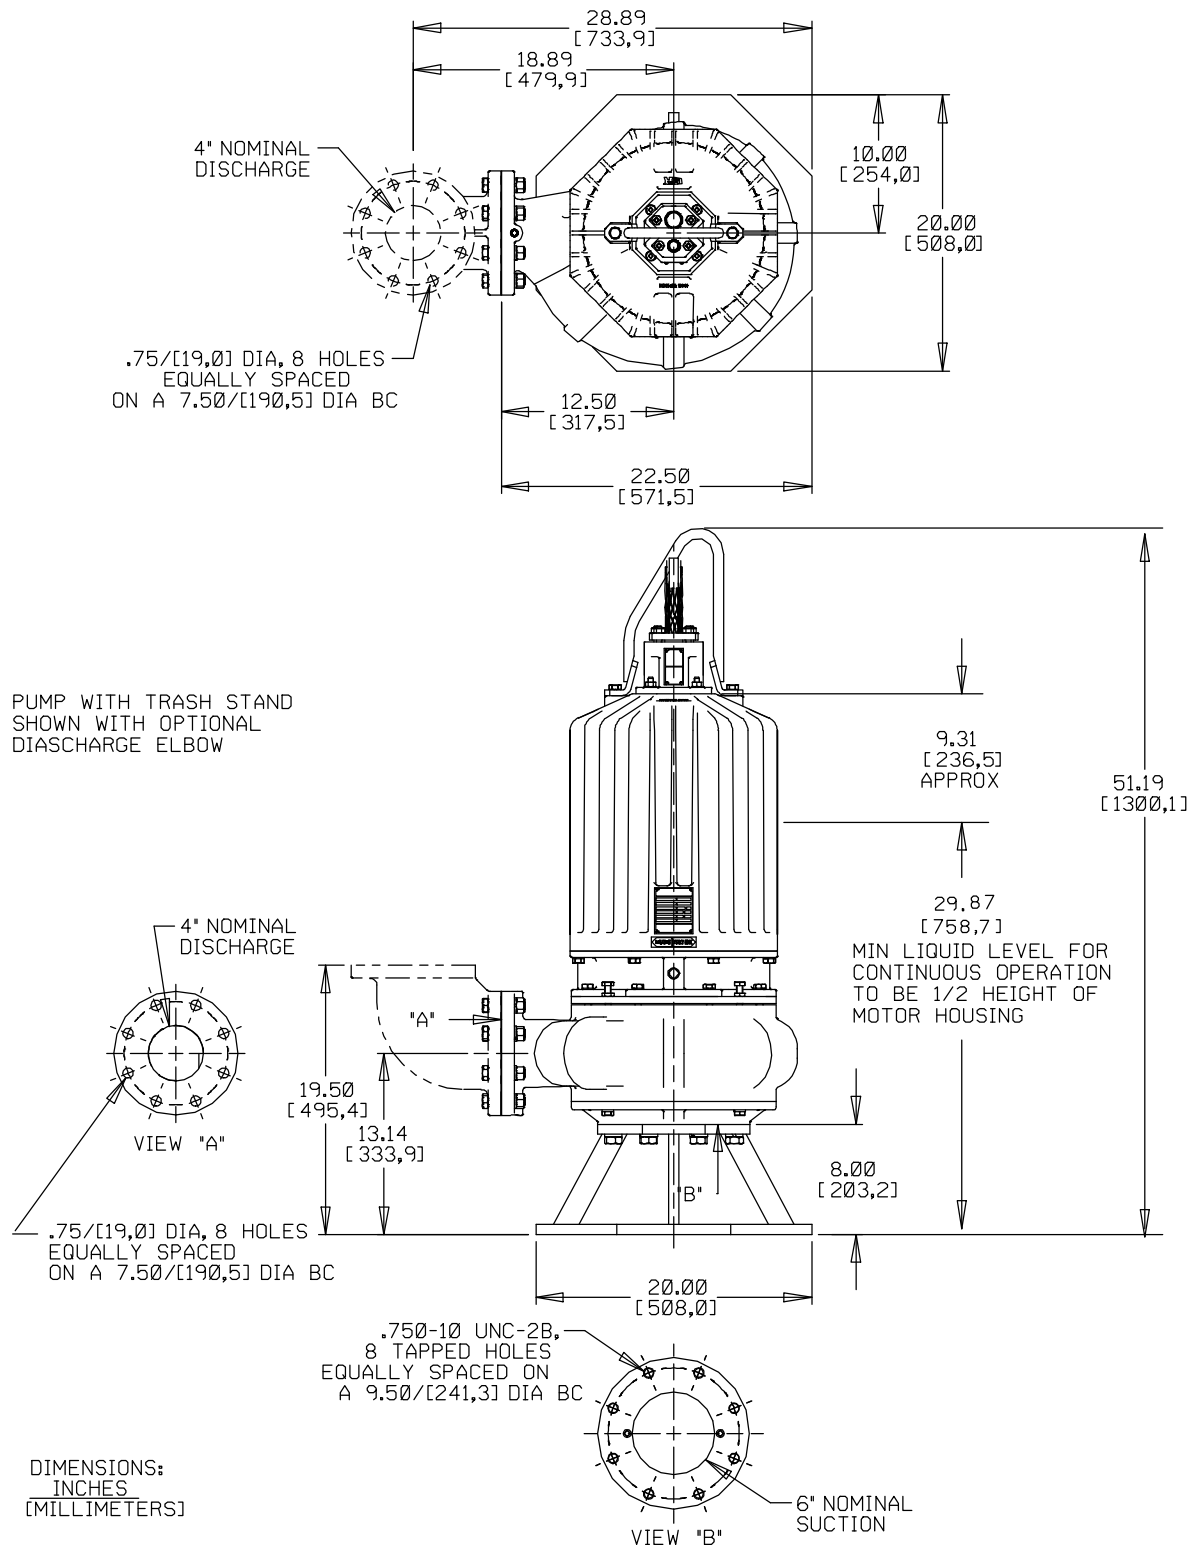 28.89
[733,9]
18.89
[479,9]
4" NOMINAL
DISCHARGE
10.00
[254,0]
20.00
[508,0]
.75/[19,0] DIA, 8 HOLES
EQUALLY SPACED
ON A 7.50/[190,5] DIA BC
12.50
[317,5]
22.50
[571,5]
PUMP WITH TRASH STAND
SHOWN WITH OPTIONAL
DIASCHARGE ELBOW
9.31
[236,5]
APPROX
51.19
[1300,1]
29.87
[758,7]
MIN LIQUID LEVEL FOR
CONTINUOUS OPERATION
TO BE 1/2 HEIGHT OF
MOTOR HOUSING
4" NOMINAL
DISCHARGE
"A"
19.50
[495,4]
13.14
[333,9]
VIEW "A"
8.00
[203,2]
"B"
.75/[19,0] DIA, 8 HOLES
EQUALLY SPACED
ON A 7.50/[190,5] DIA BC
20.00
[508,0]
.750-10 UNC-2B,
8 TAPPED HOLES
EQUALLY SPACED ON
A 9.50/[241,3] DIA BC
DIMENSIONS:
INCHES
[MILLIMETERS]
6" NOMINAL
SUCTION
VIEW "B"